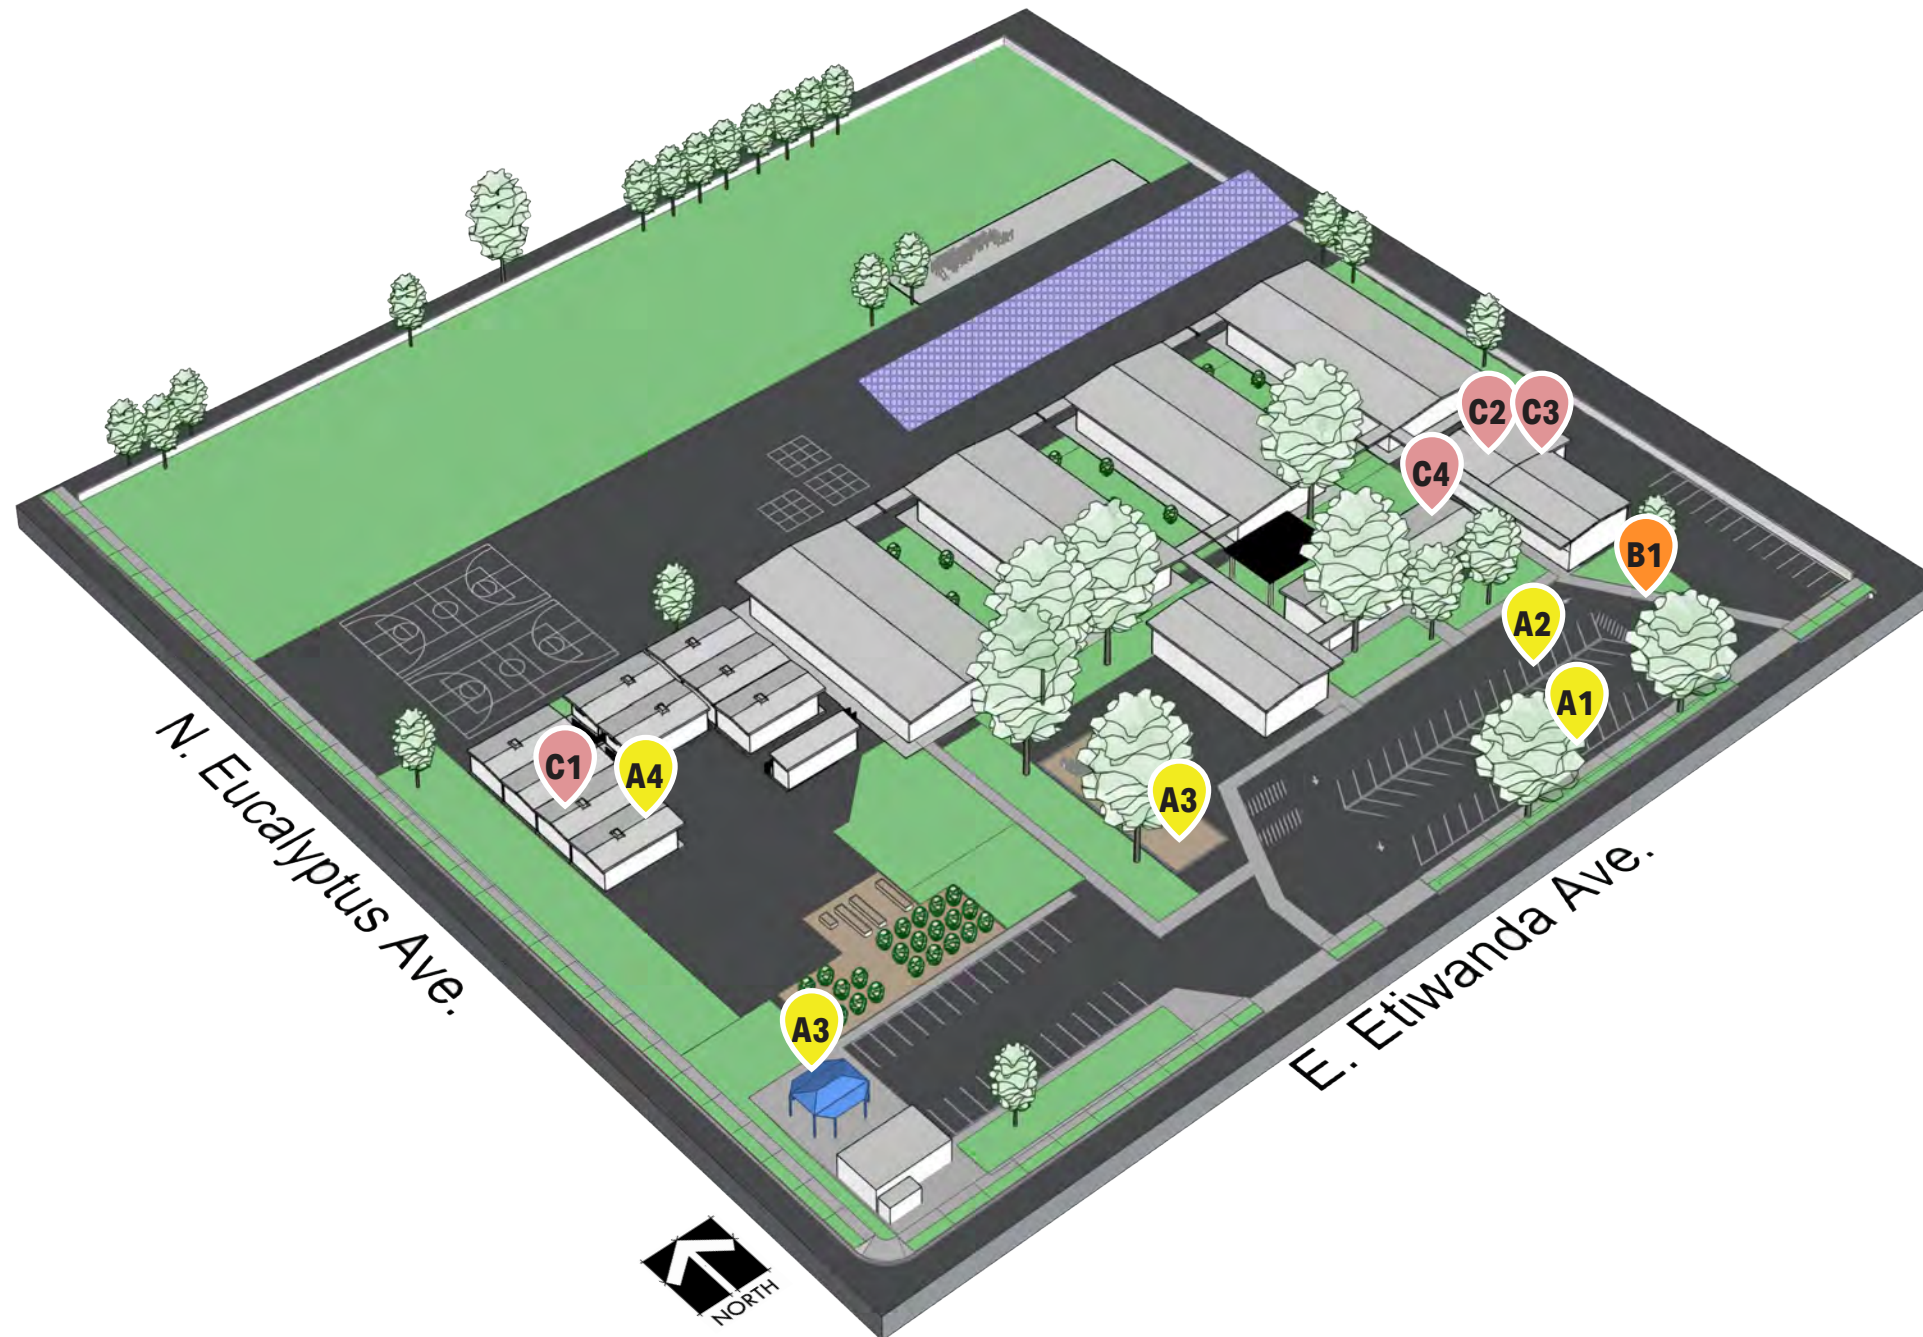 C2
C3
C4
B1
A2
A1
C1
A4
A3
N. Eucalyptus Ave.
E. Etiwanda Ave.
A3
NORTH